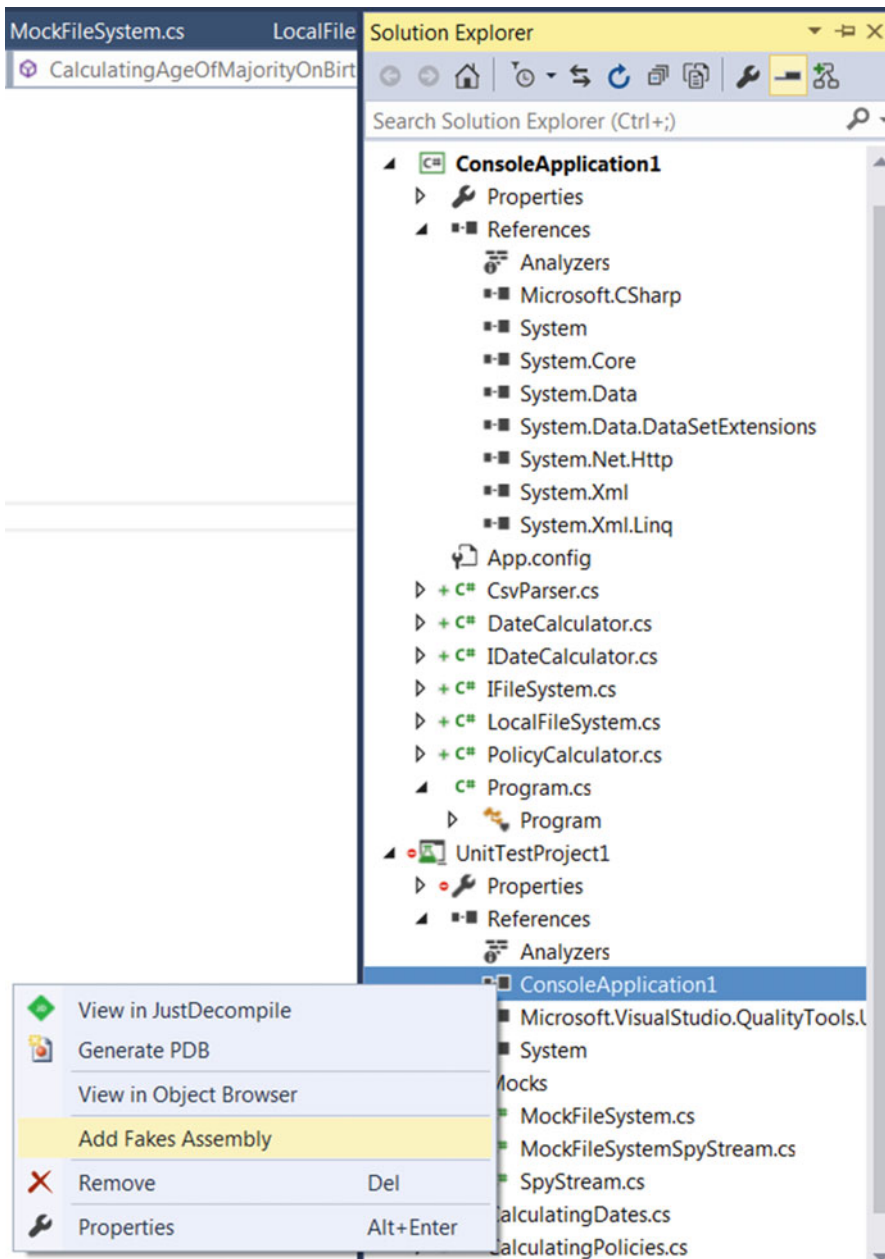 MockFileSystem.cs LocalFile
CalculatingAgeOfMajorityOnBirt
Solution Explorer
Search Solution Explorer (Ctrl+;)
C# ConsoleApplication1
Properties
References
Analyzers
Microsoft.CSharp
System
System.Core
System.Data
System.Data.DataSetExtensions
System.Net.Http
System.Xml
System.Xml.Linq
App.config
+ C# CsvParser.cs
+ C# DateCalculator.cs
+ C# IDateCalculator.cs
+ C# IFileSystem.cs
+ C# LocalFileSystem.cs
+ C# PolicyCalculator.cs
C# Program.cs
Program
UnitTestProject1
Properties
References
Analyzers
ConsoleApplication1
Microsoft.VisualStudio.QualityTools.U
System
Mocks
MockFileSystem.cs
MockFileSystemSpyStream.cs
SpyStream.cs
CalculatingDates.cs
CalculatingPolicies.cs
View in JustDecompile
Generate PDB
View in Object Browser
Add Fakes Assembly
Remove Del
Properties Alt+Enter